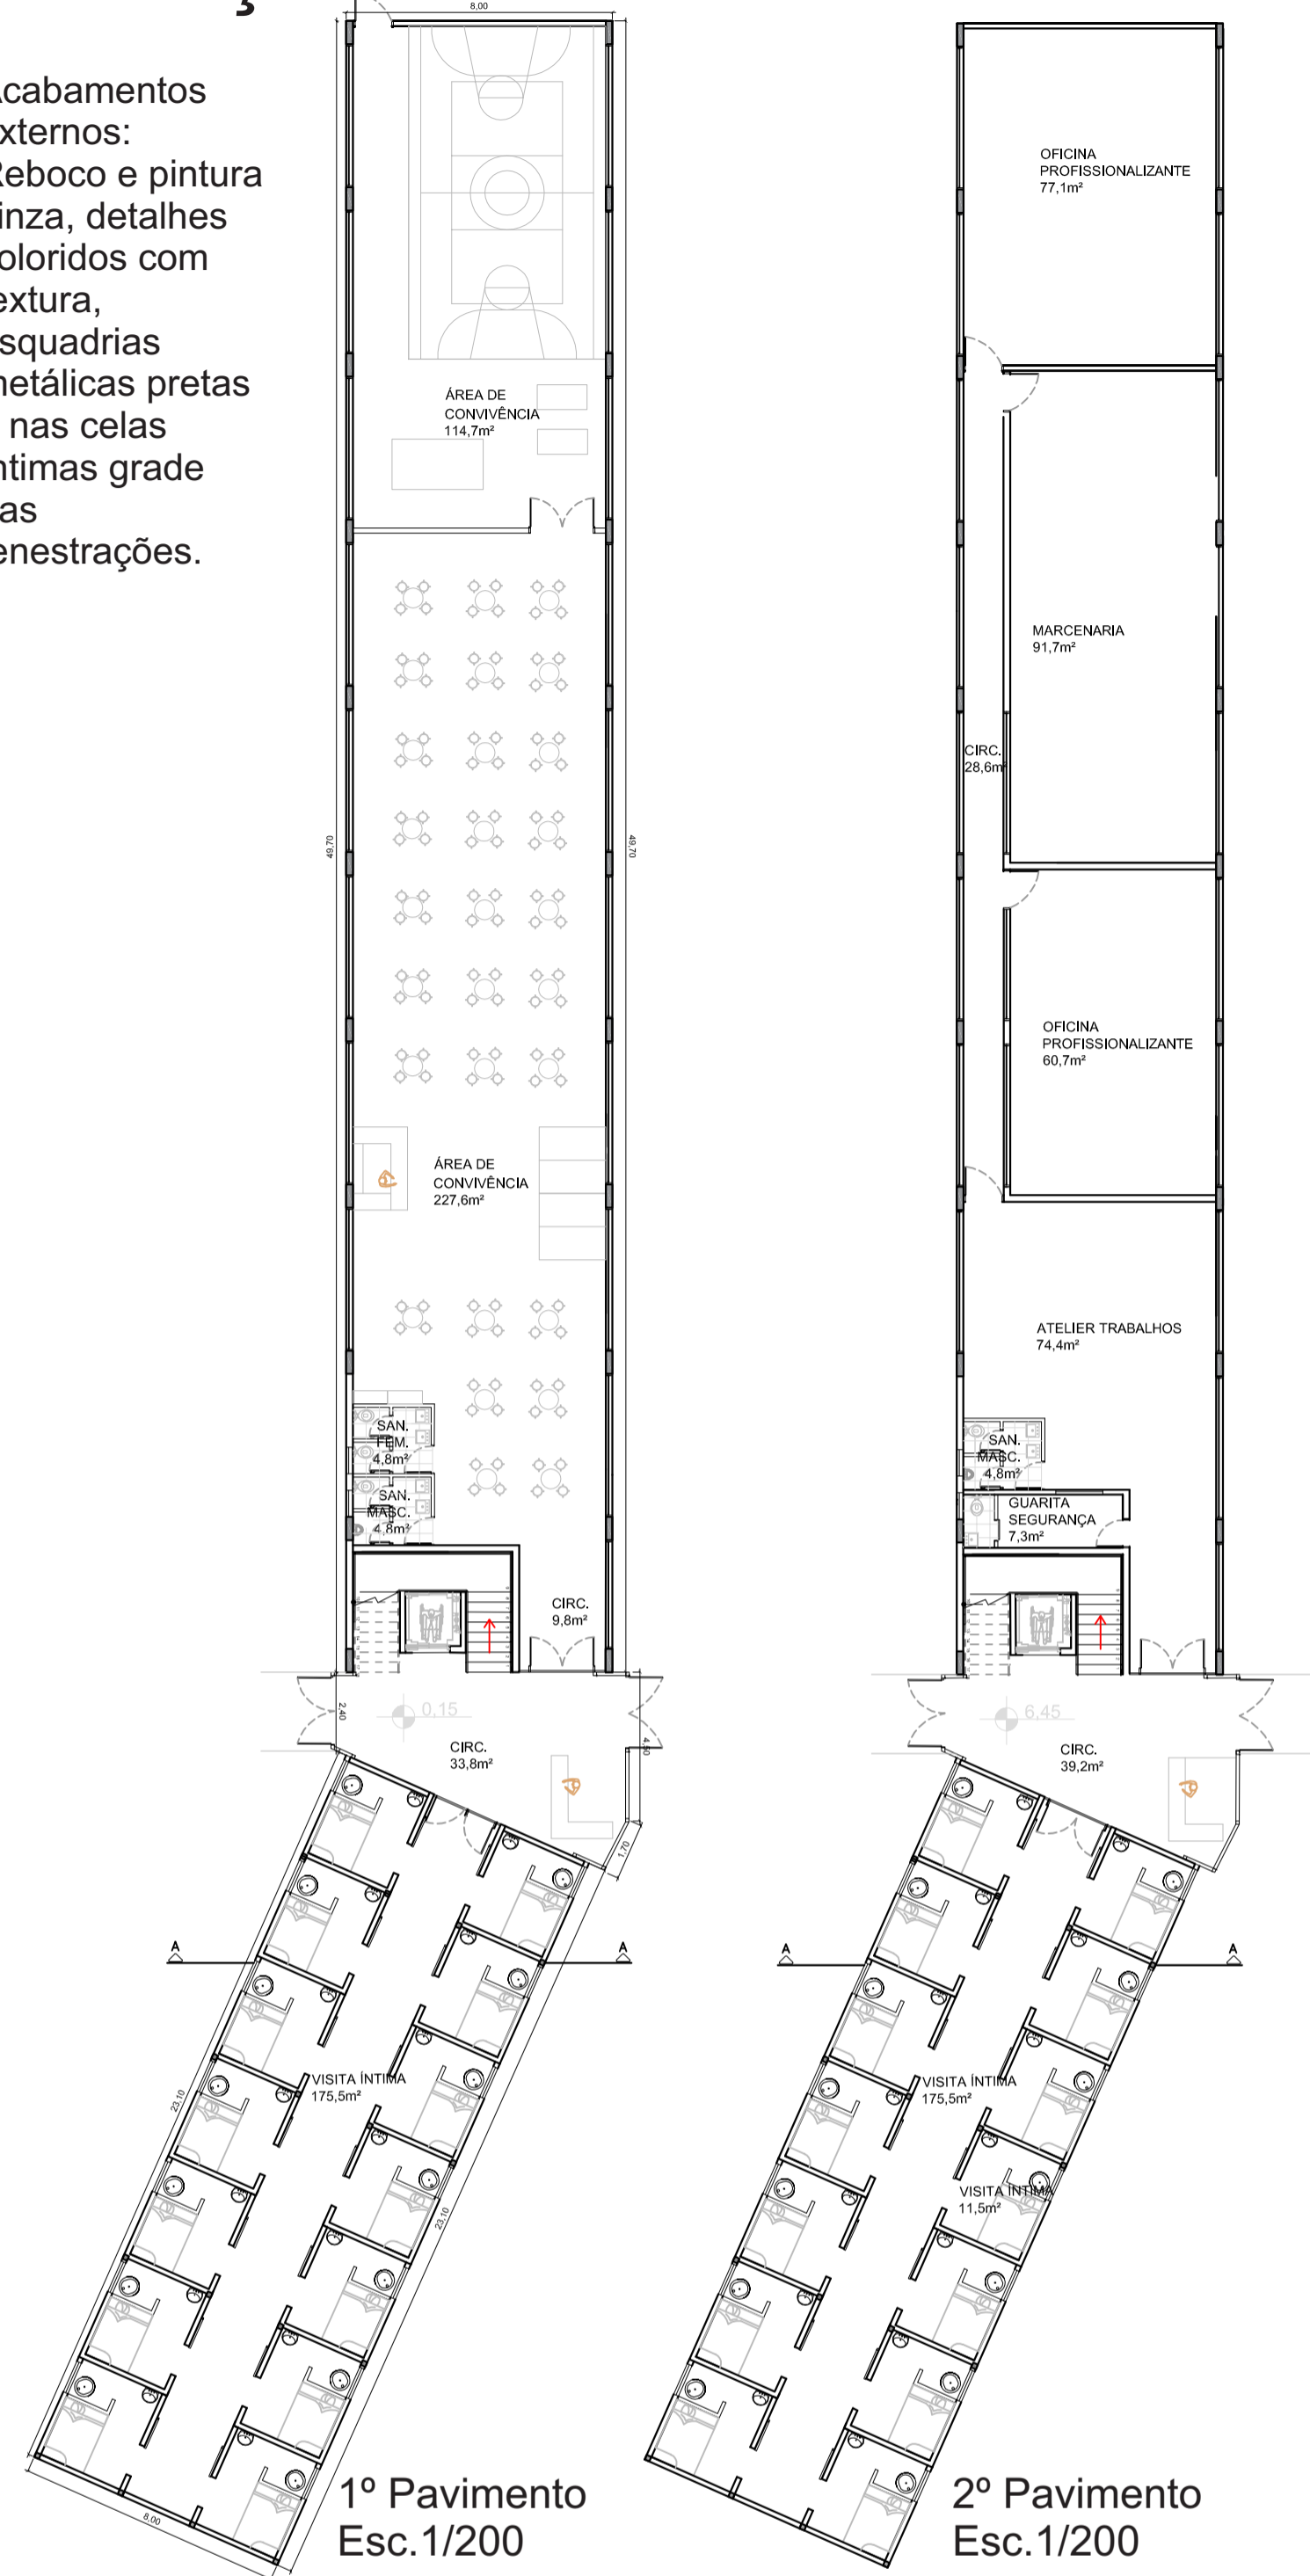 Acabamentos
externos:
Reboco e pintura
cinza, detalhes
coloridos com
textura,
esquadrias
metálicas pretas
nas celas
íntimas grade
nas
fenestrações.
8,00
ÁREA DE
CONVIVÊNCIA
114,7m²
49,70
49,70
ÁREA DE
CONVIVÊNCIA
227,6m²
SAN.
FEM.
4,8m²
SAN.
MASC.
4,8m²
CIRC.
9,8m²
2,40
0,15
4,50
CIRC.
33,8m²
1,70
A
A
VISITA ÍNTIMA
175,5m²
23,10
23,10
8,00
1º Pavimento
Esc.1/200
OFICINA
PROFISSIONALIZANTE
77,1m²
MARCENARIA
91,7m²
CIRC.
28,6m
OFICINA
PROFISSIONALIZANTE
60,7m²
ATELIER TRABALHOS
74,4m²
SAN.
MASC.
4,8m²
GUARITA
SEGURANÇA
7,3m²
6,45
CIRC.
39,2m²
A
A
VISITA ÍNTIMA
175,5m²
VISITA ÍNTIMA
11,5m²
2º Pavimento
Esc.1/200